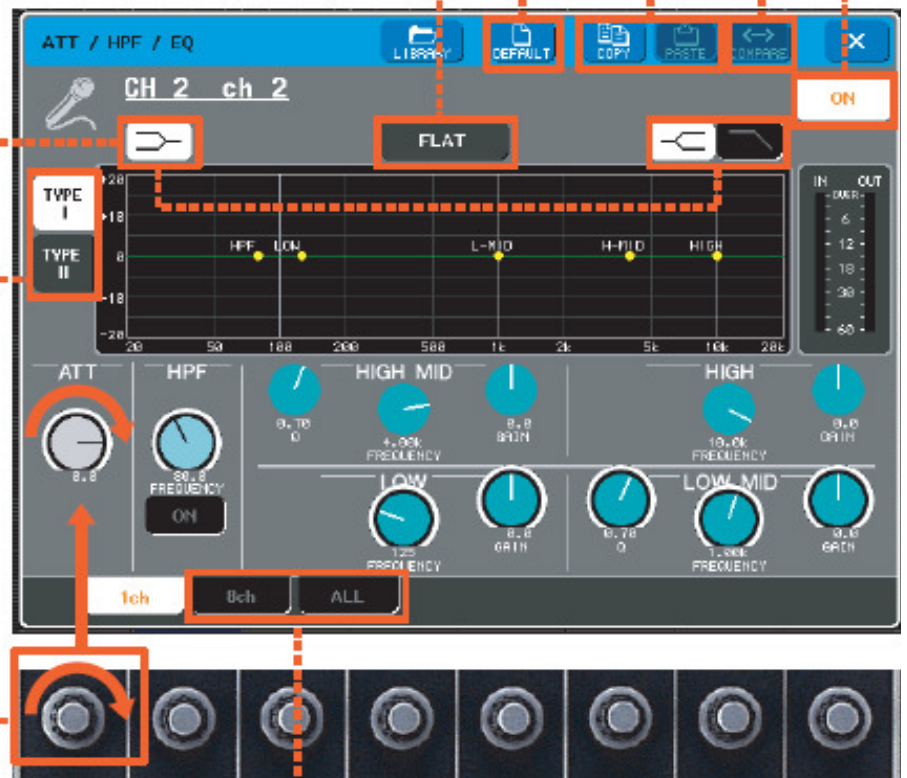 ATT / HPF / EQ
LIBRARY
DEFAULT
COPY
PASTE
COMPARE
CH 2 ch 2
ON
FLAT
TYPE I
TYPE II
+20
+10
0
-10
-20
HPF LOW L-MID H-MID HIGH
20 50 100 200 500 1k 2k 5k 10k 20k
IN OUT
OVER
6
12
18
30
60
ATT HPF HIGH MID HIGH
0.70 Q
4.00k FREQUENCY
0.0 GAIN
10.0k FREQUENCY
0.0 GAIN
0.0
80.0 FREQUENCY
ON
LOW LOW MID
125 FREQUENCY
0.0 GAIN
0.70 Q
1.00k FREQUENCY
0.0 GAIN
1ch 8ch ALL